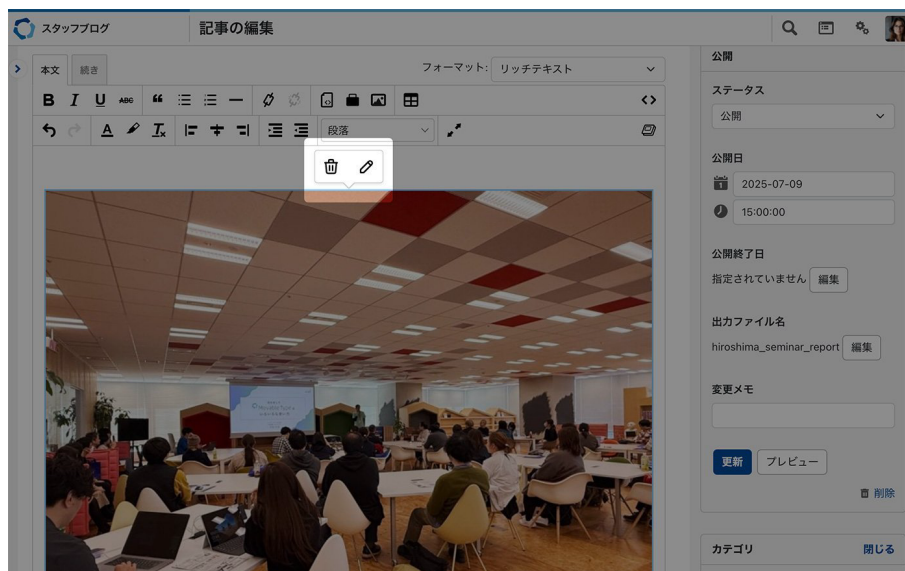 スタッフブログ
記事の編集
本文
続き
フォーマット:
リッチテキスト
B I U ABC
段落
公開
ステータス
公開
公開日
2025-07-09
15:00:00
公開終了日
指定されていません
編集
出力ファイル名
hiroshima_seminar_report
編集
変更メモ
更新
プレビュー
削除
カテゴリ
閉じる